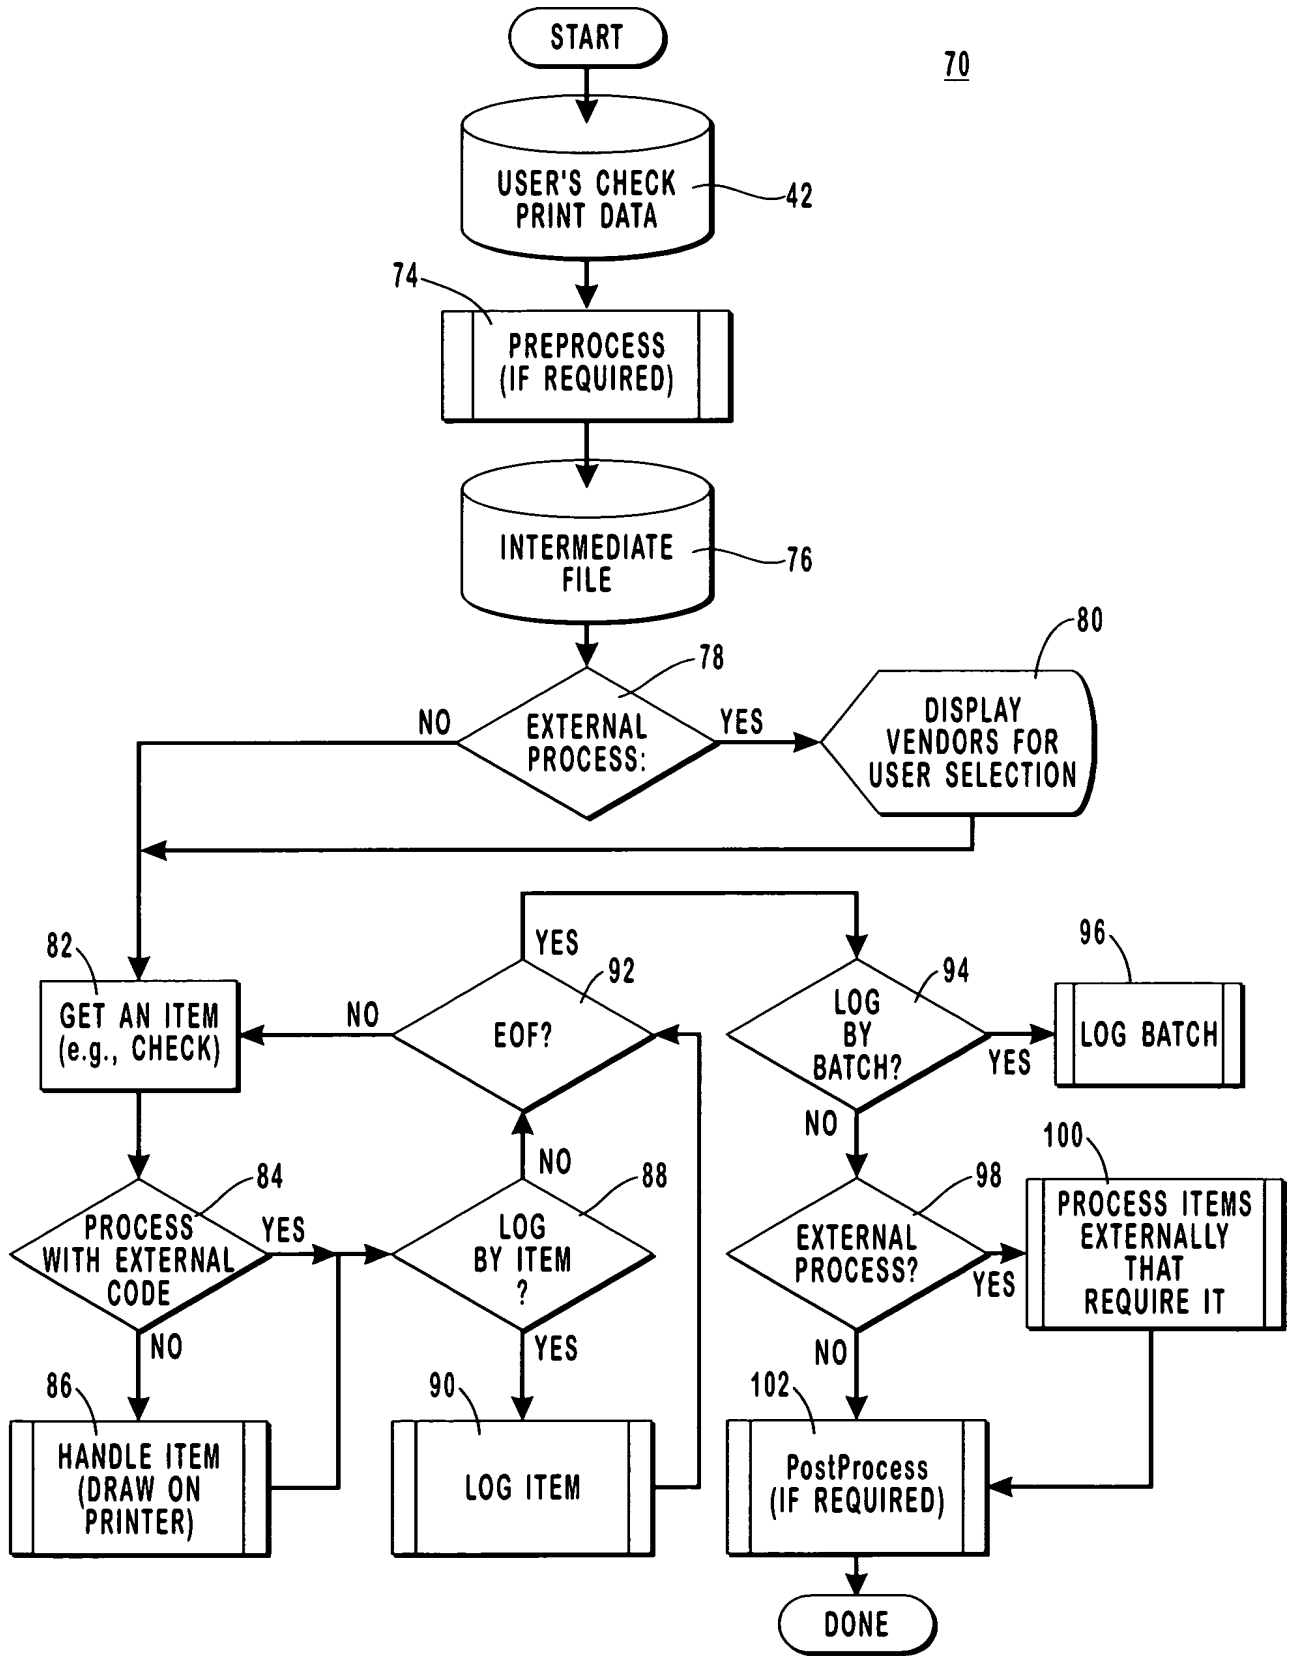 START
70
USER'S CHECK
PRINT DATA
42
74
PREPROCESS
(IF REQUIRED)
INTERMEDIATE
FILE
76
78
80
NO
EXTERNAL
PROCESS:
YES
DISPLAY
VENDORS FOR
USER SELECTION
82
GET AN ITEM
(e.g., CHECK)
NO
YES
92
EOF?
94
LOG
BY
BATCH?
YES
96
LOG BATCH
NO
84
PROCESS
WITH EXTERNAL
CODE
YES
NO
NO
88
LOG
BY ITEM
?
YES
98
EXTERNAL
PROCESS?
YES
NO
100
PROCESS ITEMS
EXTERNALLY
THAT
REQUIRE IT
86
HANDLE ITEM
(DRAW ON
PRINTER)
90
LOG ITEM
102
PostProcess
(IF REQUIRED)
DONE